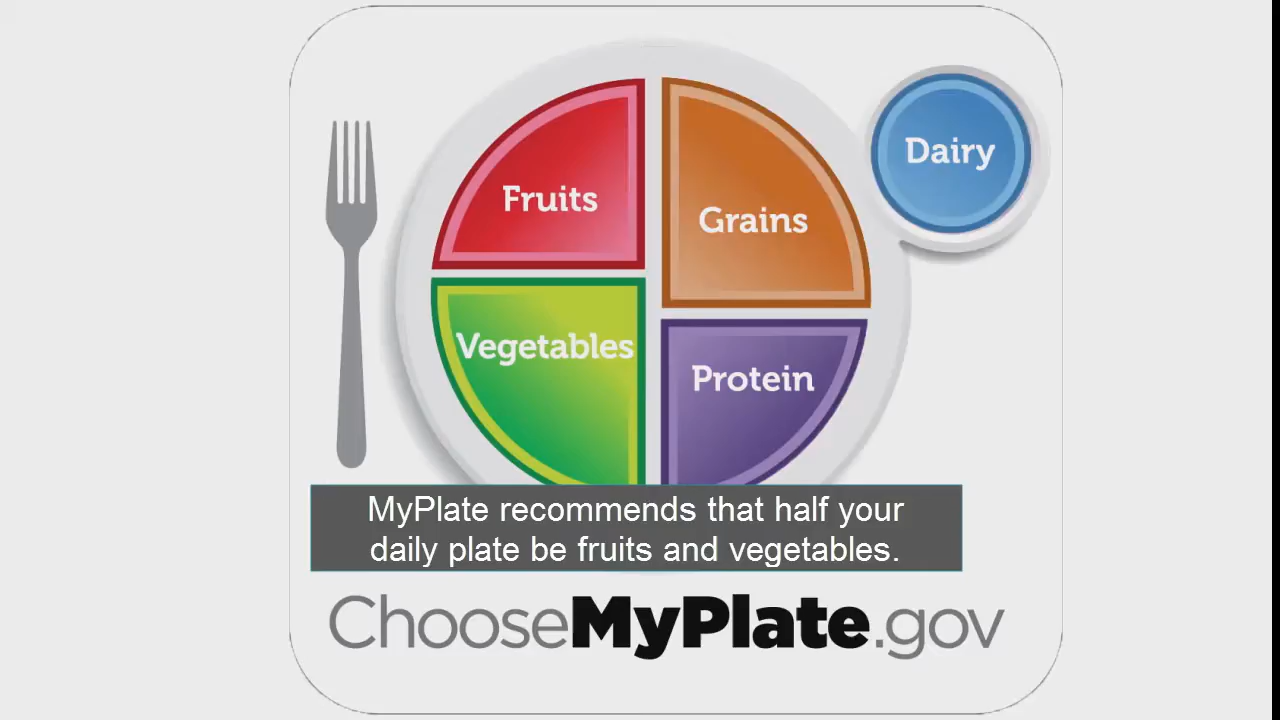 Fruits
Grains
Dairy
Vegetables
Protein
MyPlate recommends that half your
daily plate be fruits and vegetables.
ChooseMyPlate.gov